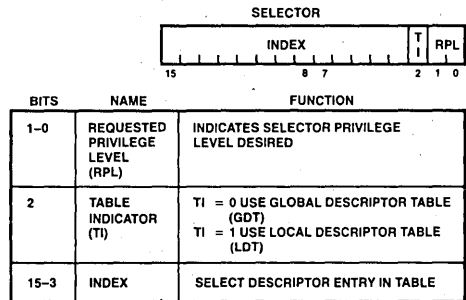 SELECTOR
INDEX
T
I
RPL
15 8 7 2 1 0
BITS NAME FUNCTION
1–0 REQUESTED PRIVILEGE LEVEL (RPL) INDICATES SELECTOR PRIVILEGE LEVEL DESIRED
2 TABLE INDICATOR (TI) TI = 0 USE GLOBAL DESCRIPTOR TABLE (GDT)
TI = 1 USE LOCAL DESCRIPTOR TABLE (LDT)
15–3 INDEX SELECT DESCRIPTOR ENTRY IN TABLE